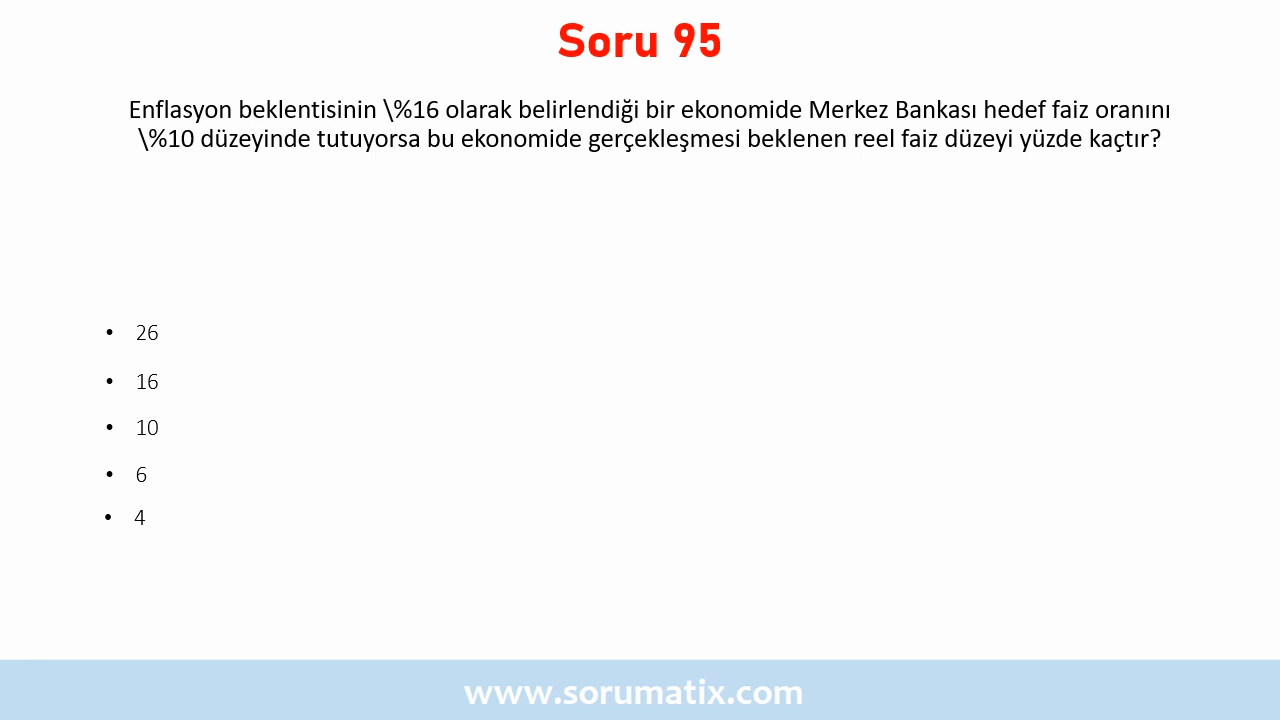 Soru 95
Enflasyon beklentisinin \%16 olarak belirlendiği bir ekonomide Merkez Bankası hedef faiz oranını
\%10 düzeyinde tutuyorsa bu ekonomide gerçekleşmesi beklenen reel faiz düzeyi yüzde kaçtır?
• 26
• 16
• 10
• 6
• 4
www.sorumatix.com